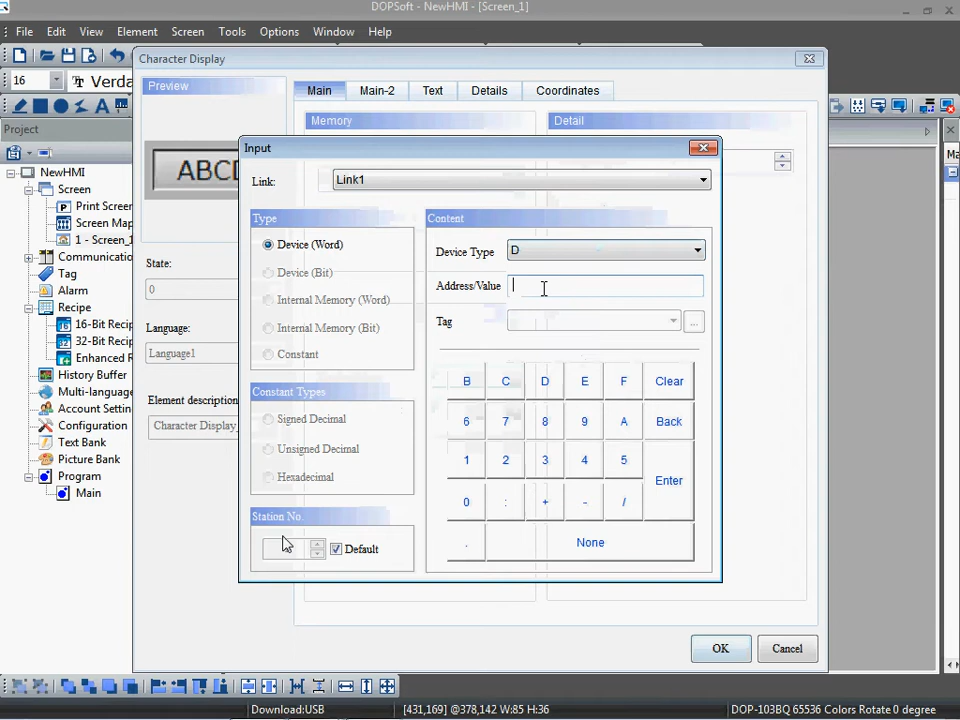 DOPSoft - NewHMI - [Screen_1]
File Edit View Element Screen Tools Options Window Help
16 Verda
Project
NewHMI
Screen
Print Screen
Screen Map
1 - Screen_1
Communicatio
Tag
Alarm
Recipe
16-Bit Recip
32-Bit Recip
Enhanced R
History Buffer
Multi-language
Account Settin
Configuration
Text Bank
Picture Bank
Program
Main
Character Display
Preview
ABCD
State:
0
Language:
Language1
Element description
Character Display_
Main Main-2 Text Details Coordinates
Memory
Detail
Input
Link: Link1
Type
Device (Word)
Device (Bit)
Internal Memory (Word)
Internal Memory (Bit)
Constant
Constant Types
Signed Decimal
Unsigned Decimal
Hexadecimal
Station No.
Default
Content
Device Type D
Address/Value
Tag ...
B C D E F Clear
6 7 8 9 A Back
1 2 3 4 5 Enter
0 : + - /
. None
OK Cancel
Ma
Download:USB [431,169] @378,142 W:85 H:36 DOP-103BQ 65536 Colors Rotate 0 degree